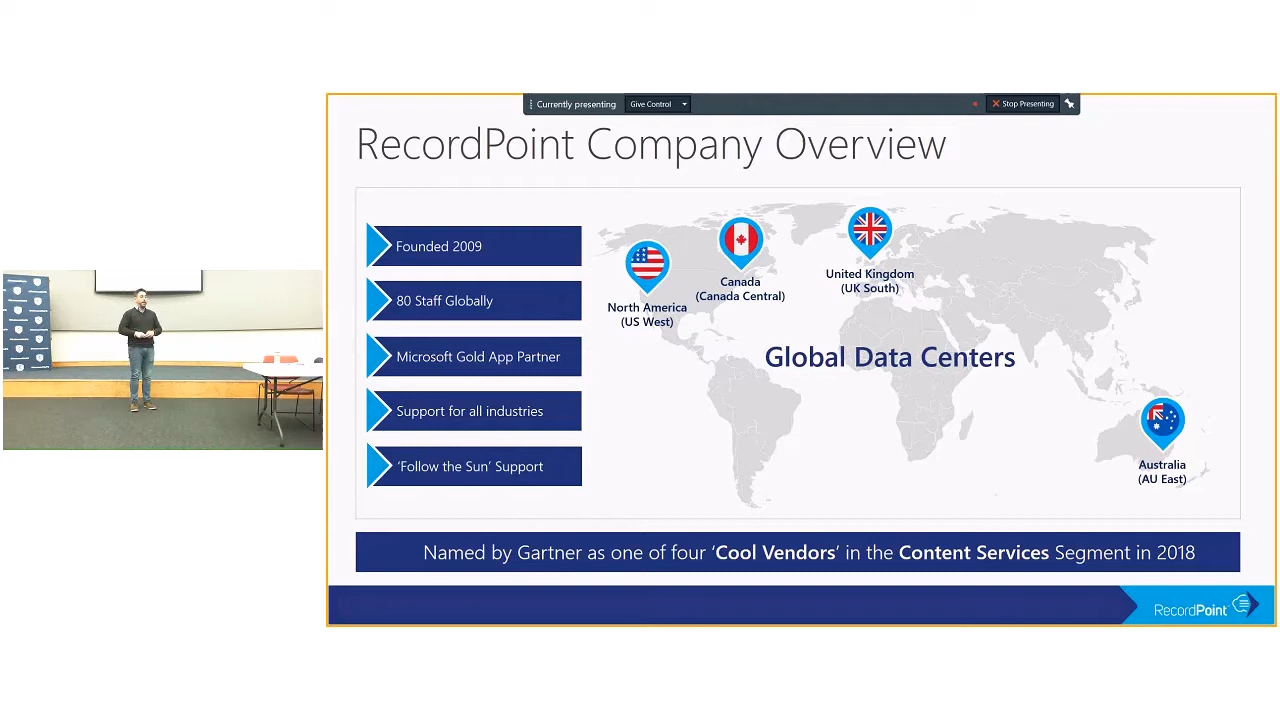 Currently presenting
Give Control
Stop Presenting
RecordPoint Company Overview
Founded 2009
80 Staff Globally
Microsoft Gold App Partner
Support for all industries
‘Follow the Sun’ Support
North America
(US West)
Canada
(Canada Central)
United Kingdom
(UK South)
Global Data Centers
Australia
(AU East)
Named by Gartner as one of four ‘Cool Vendors’ in the Content Services Segment in 2018
RecordPoint